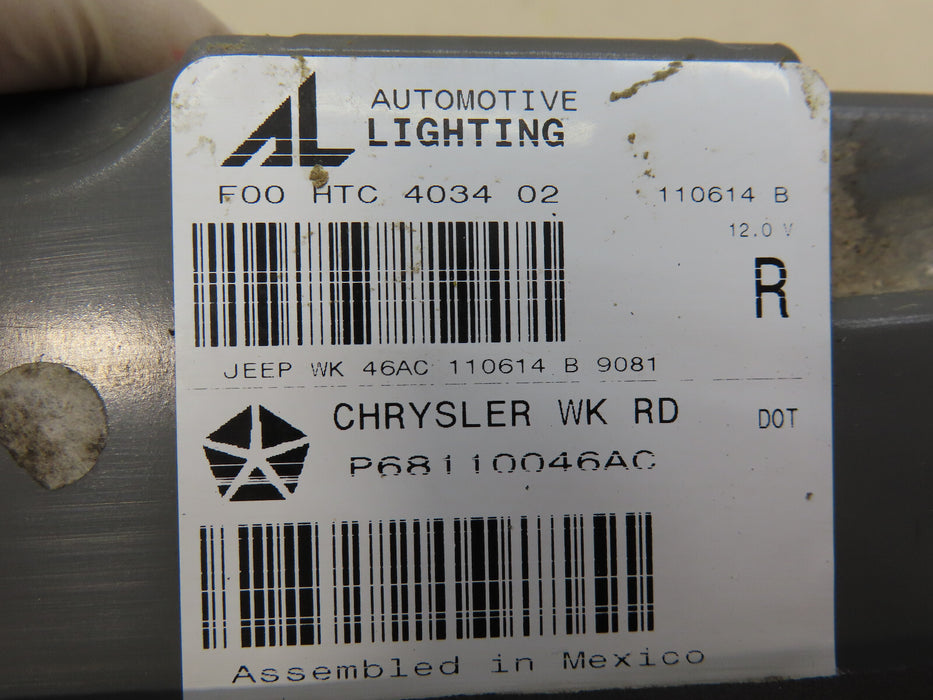 AL AUTOMOTIVE
LIGHTING
F00 HTC 4034 02 110614 B
12.0 V
R
JEEP WK 46AC 110614 B 9081
CHRYSLER WK RD DOT
P68110046AC
Assembled in Mexico